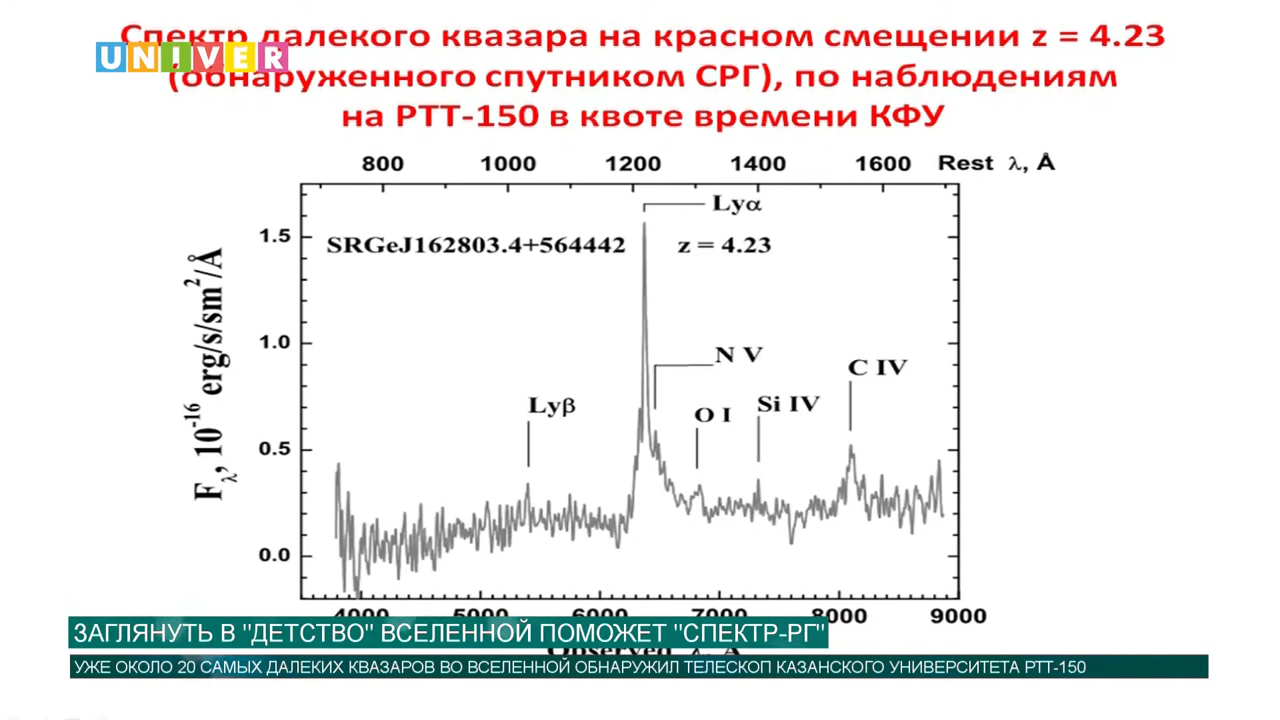 Спектр далекого квазара на красном смещении z = 4.23
UNIVER
(обнаруженного спутником СРГ), по наблюдениям
на РТТ-150 в квоте времени КФУ
800 1000 1200 1400 1600 Rest λ, Å
Lyα
1.5
SRGeJ162803.4+564442 z = 4.23
1.0
N V
C IV
Lyβ
O I
Si IV
0.5
0.0
Fλ, 10⁻¹⁶ erg/s/sm²/Å
4000 5000 6000 7000 8000 9000
Observed λ, Å
ЗАГЛЯНУТЬ В "ДЕТСТВО" ВСЕЛЕННОЙ ПОМОЖЕТ "СПЕКТР-РГ"
УЖЕ ОКОЛО 20 САМЫХ ДАЛЕКИХ КВАЗАРОВ ВО ВСЕЛЕННОЙ ОБНАРУЖИЛ ТЕЛЕСКОП КАЗАНСКОГО УНИВЕРСИТЕТА РТТ-150